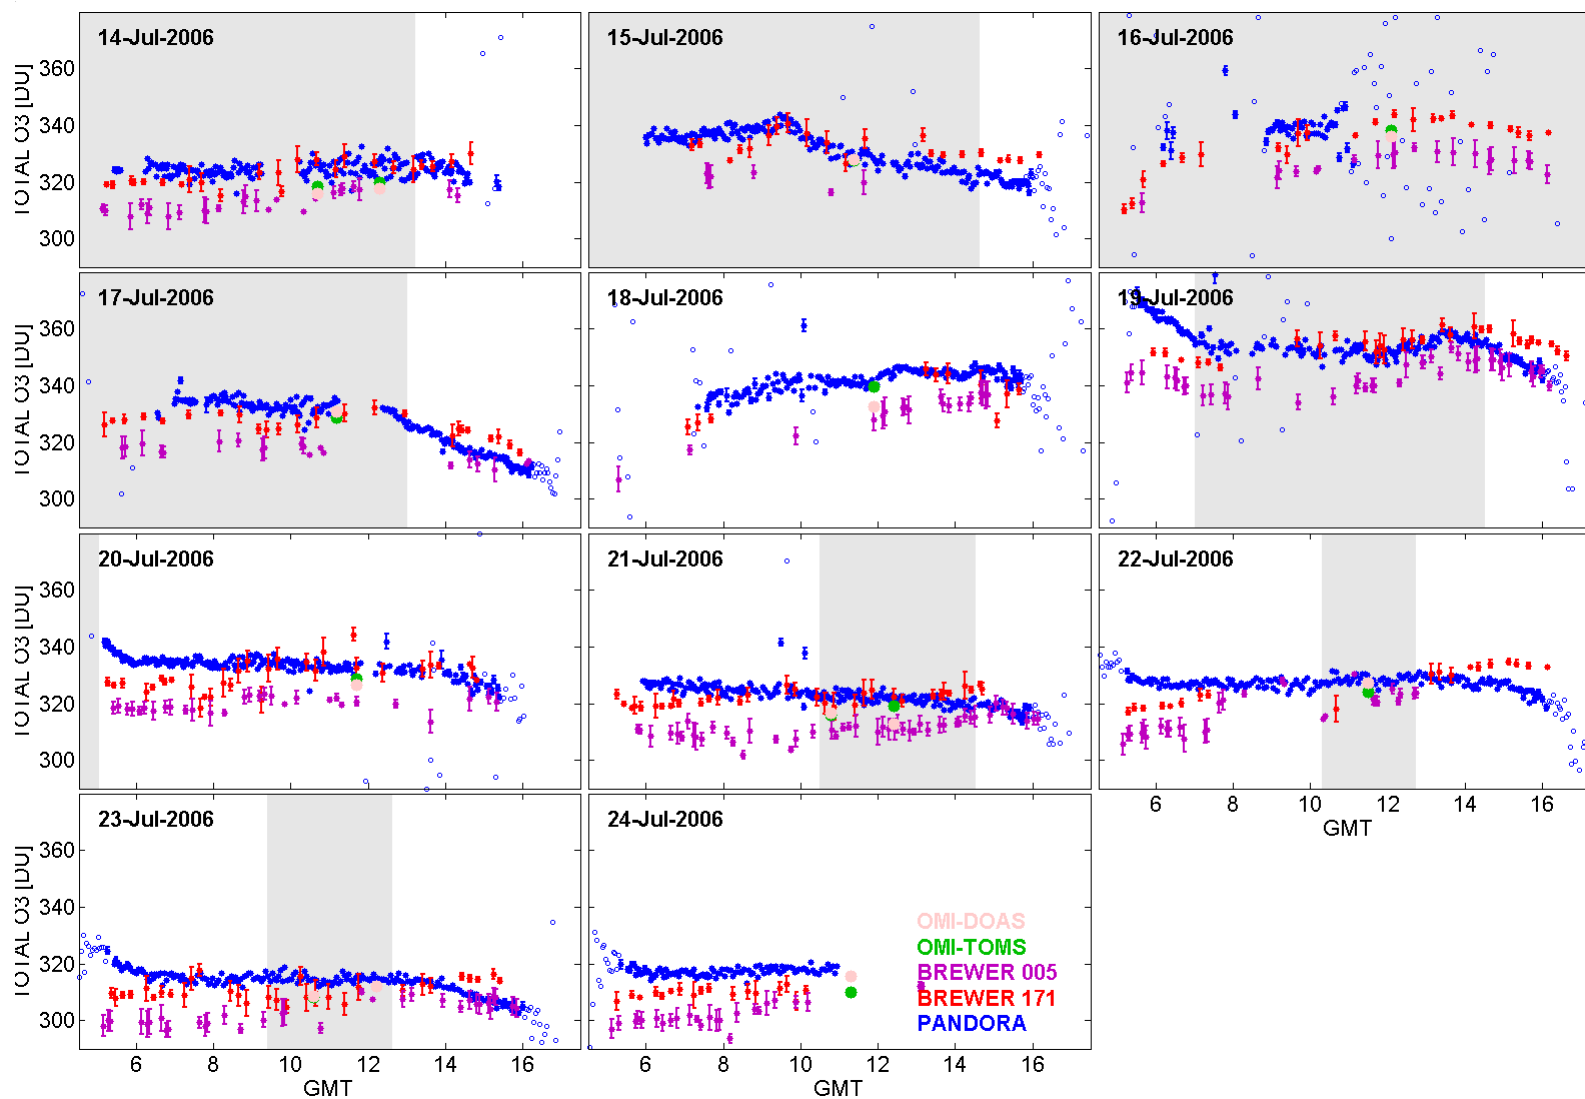 14-Jul-2006
15-Jul-2006
16-Jul-2006
TOTAL O3 [DU]
360
340
320
300
17-Jul-2006
18-Jul-2006
19-Jul-2006
TOTAL O3 [DU]
360
340
320
300
20-Jul-2006
21-Jul-2006
22-Jul-2006
TOTAL O3 [DU]
360
340
320
300
6 8 10 12 14 16
GMT
23-Jul-2006
24-Jul-2006
TOTAL O3 [DU]
360
340
320
300
OMI-DOAS
OMI-TOMS
BREWER 005
BREWER 171
PANDORA
6 8 10 12 14 16
6 8 10 12 14 16
GMT
GMT